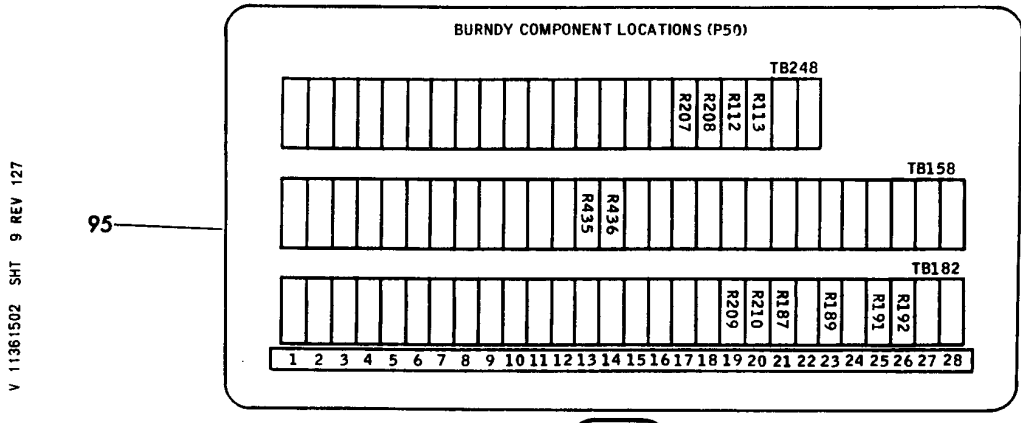 BURNDY COMPONENT LOCATIONS (P50)
TB248
R207 R208 R112 R113
TB158
R435 R436
TB182
R209 R210 R187 R189 R191 R192
1 2 3 4 5 6 7 8 9 10 11 12 13 14 15 16 17 18 19 20 21 22 23 24 25 26 27 28
95
V 11361502 SHT 9 REV 127